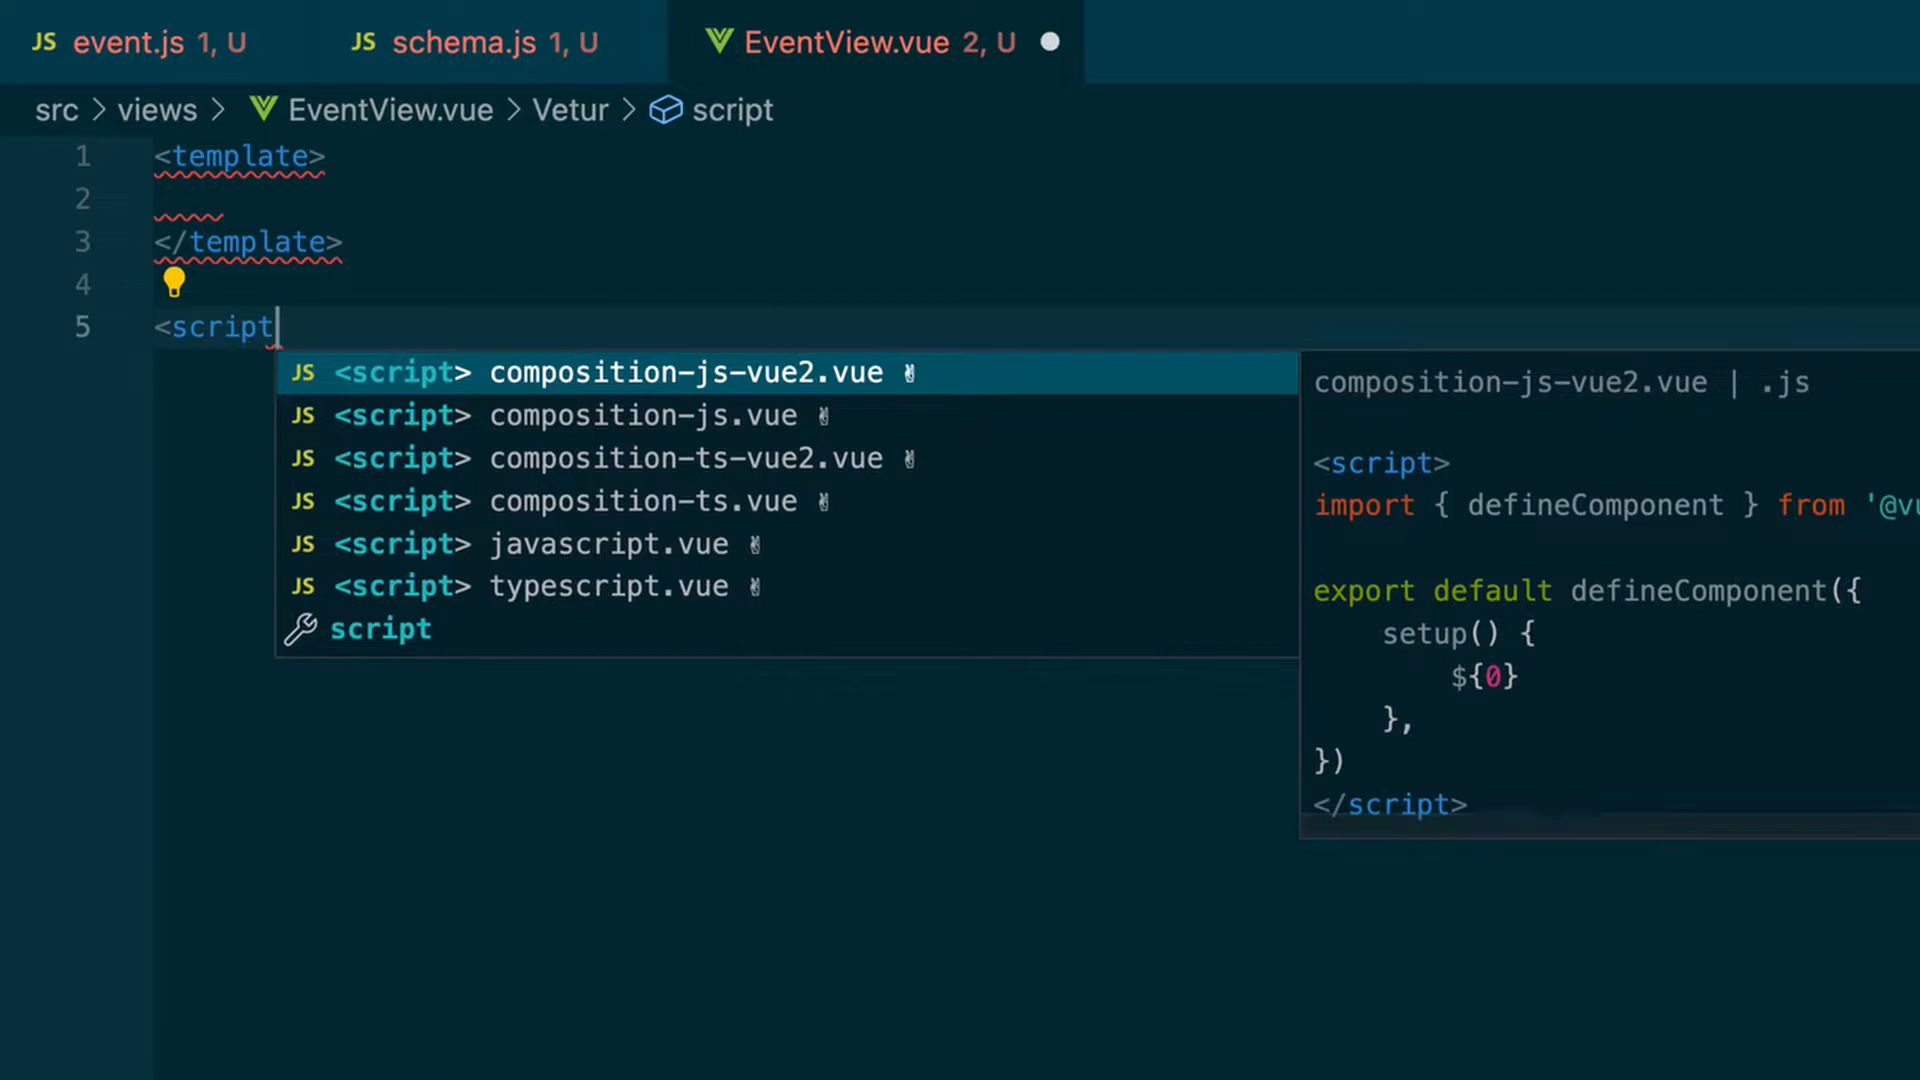 JS event.js 1, U JS schema.js 1, U EventView.vue 2, U
src > views > EventView.vue > Vetur > script
1 <template>
2
3 </template>
4
5 <script
JS <script> composition-js-vue2.vue ✌
JS <script> composition-js.vue ✌
JS <script> composition-ts-vue2.vue ✌
JS <script> composition-ts.vue ✌
JS <script> javascript.vue ✌
JS <script> typescript.vue ✌
script
composition-js-vue2.vue | .js
<script>
import { defineComponent } from '@vu
export default defineComponent({
setup() {
${0}
},
})
</script>